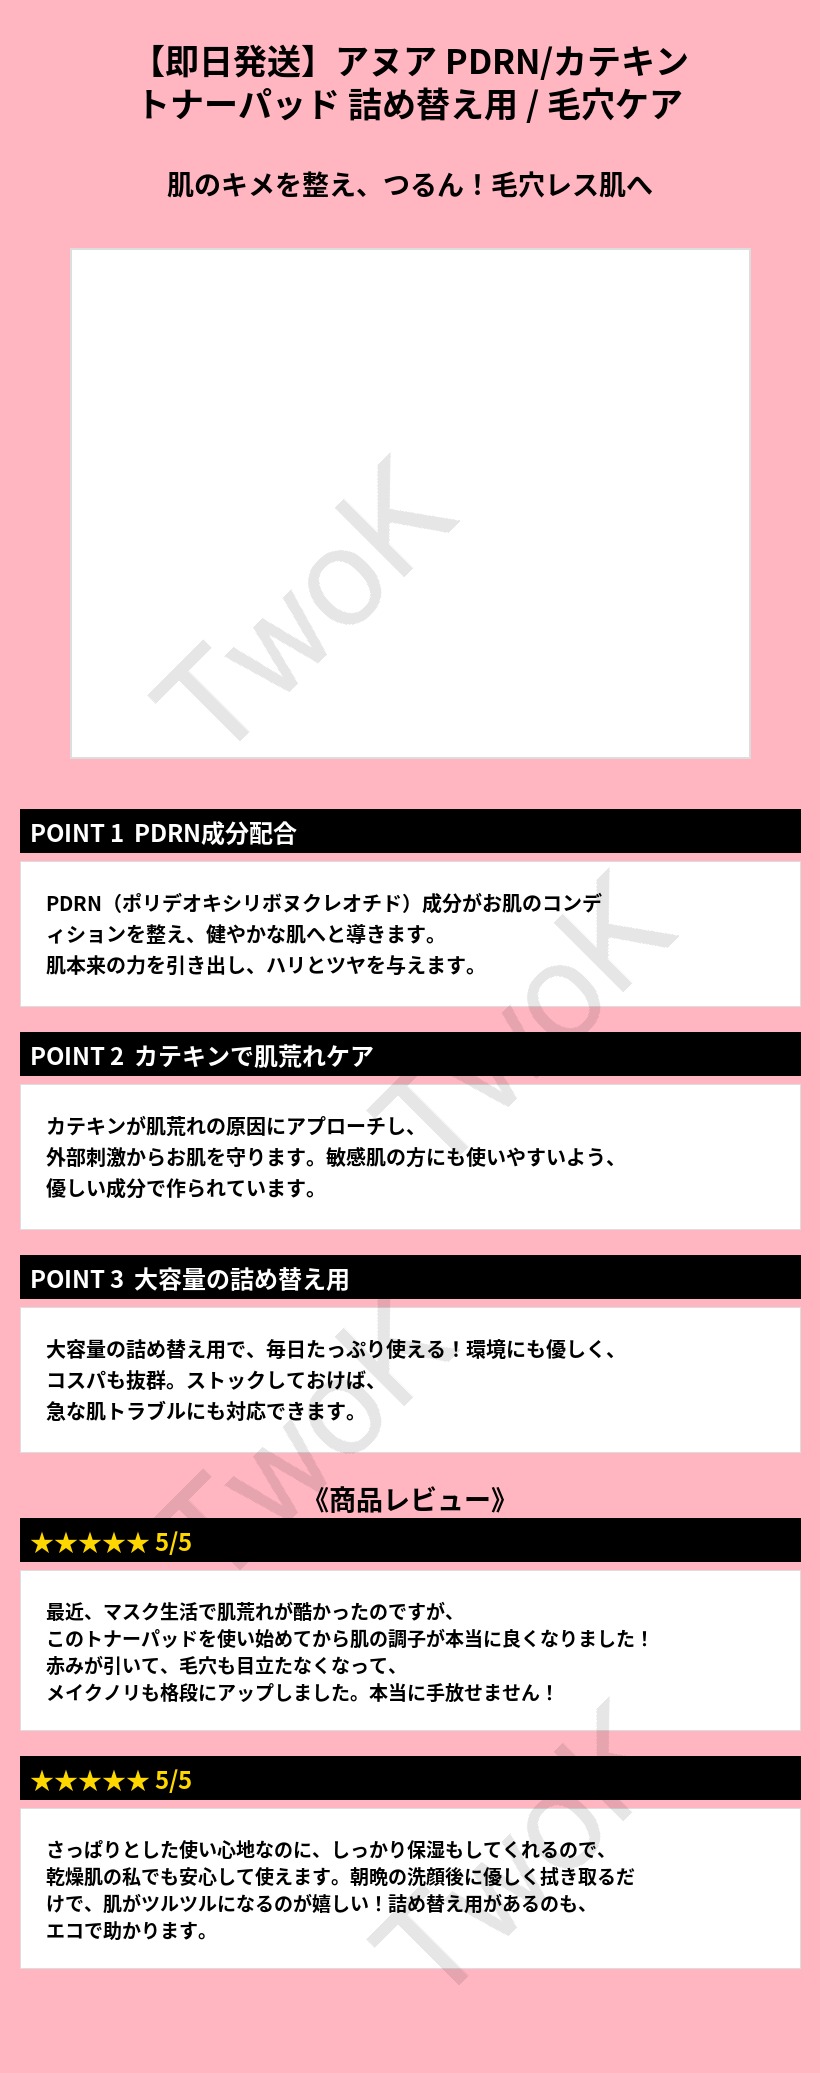 【即日発送】アヌア PDRN/カテキン
トナーパッド 詰め替え用 / 毛穴ケア
肌のキメを整え、つるん！毛穴レス肌へ
TwoK
POINT 1 PDRN成分配合
PDRN（ポリデオキシリボヌクレオチド）成分がお肌のコンデ
ィションを整え、健やかな肌へと導きます。
肌本来の力を引き出し、ハリとツヤを与えます。
TwoK
POINT 2 カテキンで肌荒れケア
カテキンが肌荒れの原因にアプローチし、
外部刺激からお肌を守ります。敏感肌の方にも使いやすいよう、
優しい成分で作られています。
POINT 3 大容量の詰め替え用
大容量の詰め替え用で、毎日たっぷり使える！環境にも優しく、
コスパも抜群。ストックしておけば、
急な肌トラブルにも対応できます。
TwoK
《商品レビュー》
★★★★★ 5/5
最近、マスク生活で肌荒れが酷かったのですが、
このトナーパッドを使い始めてから肌の調子が本当に良くなりました！
赤みが引いて、毛穴も目立たなくなって、
メイクノリも格段にアップしました。本当に手放せません！
★★★★★ 5/5
さっぱりとした使い心地なのに、しっかり保湿もしてくれるので、
乾燥肌の私でも安心して使えます。朝晩の洗顔後に優しく拭き取るだ
けで、肌がツルツルになるのが嬉しい！詰め替え用があるのも、
エコで助かります。
TwoK